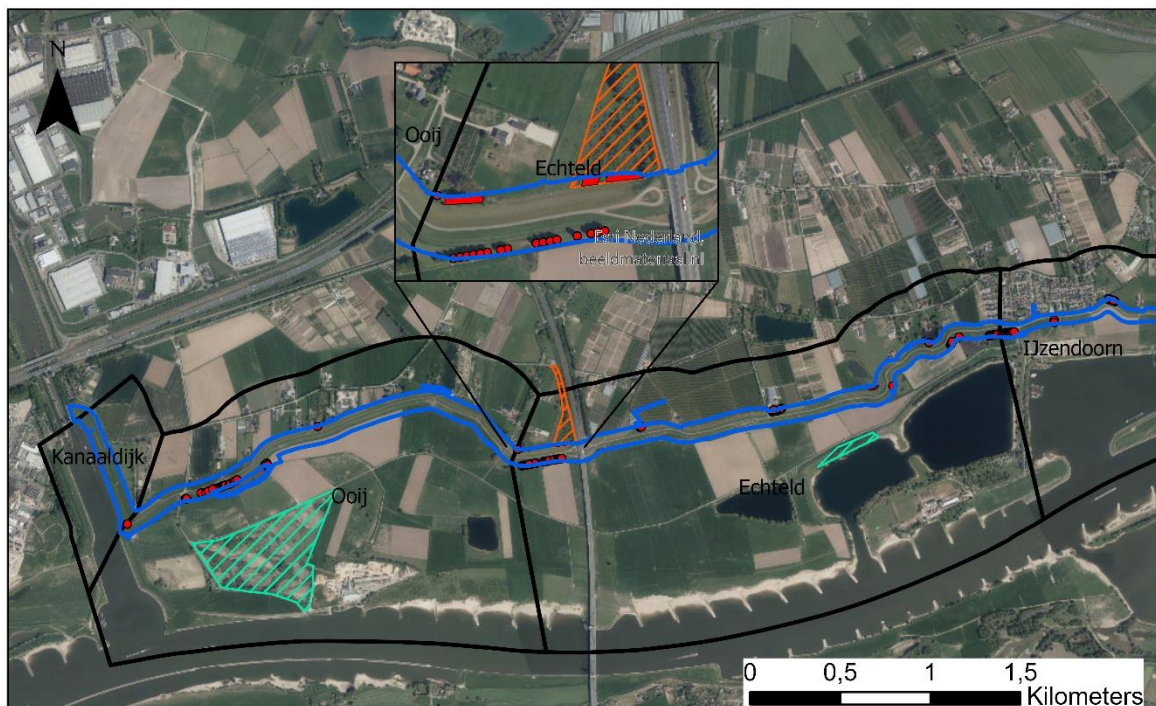 N
Ooij
Echteld
Esri Nederland,
beeldmateriaal.nl
IJzendoorn
Kanaaldijk
Ooij
Echteld
0 0,5 1 1,5
Kilometers